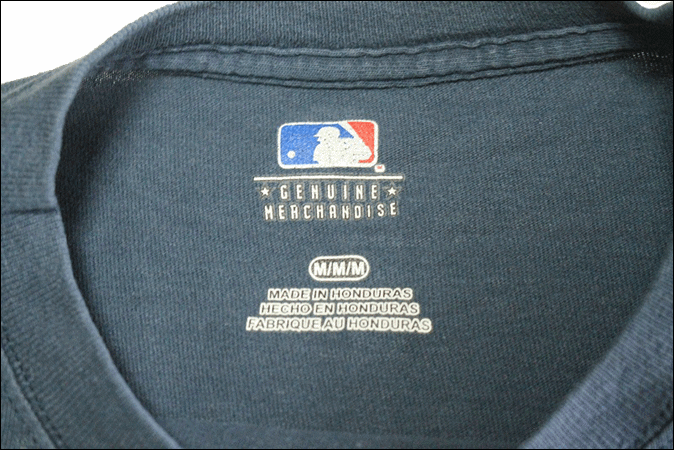 ★ GENUINE ★
MERCHANDISE
M/M/M
MADE IN HONDURAS
HECHO EN HONDURAS
FABRIQUE AU HONDURAS